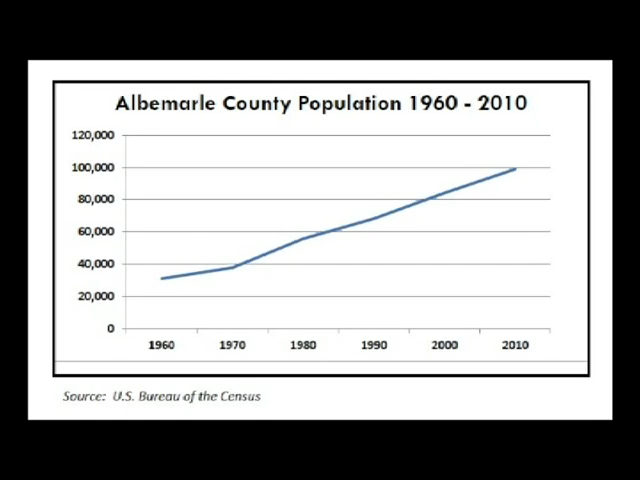 Albemarle County Population 1960 - 2010
120,000
100,000
80,000
60,000
40,000
20,000
0
1960 1970 1980 1990 2000 2010
Source: U.S. Bureau of the Census